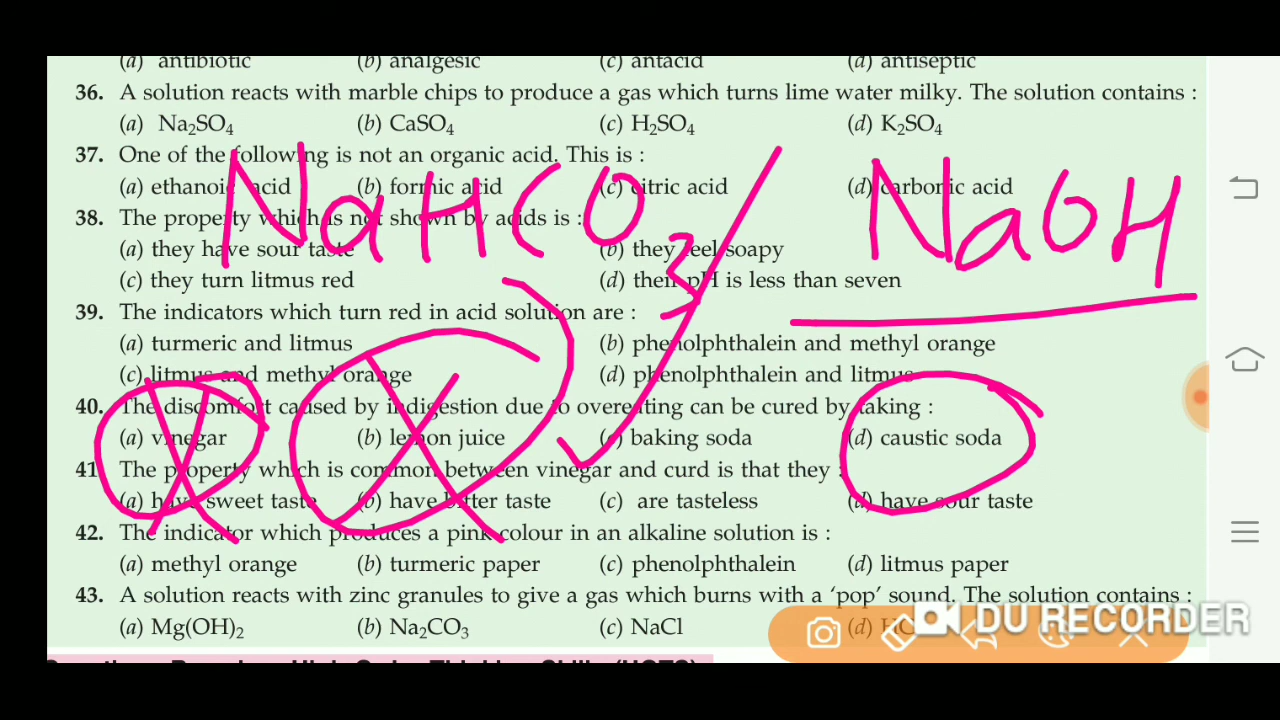 (a) antibiotic (b) analgesic (c) antacid (d) antiseptic
36. A solution reacts with marble chips to produce a gas which turns lime water milky. The solution contains :
(a) Na₂SO₄ (b) CaSO₄ (c) H₂SO₄ (d) K₂SO₄
37. One of the following is not an organic acid. This is :
(a) ethanoic acid (b) formic acid (c) citric acid (d) carbonic acid
NaHCO₃ NaOH
38. The property which is not shown by acids is :
(a) they have sour taste (b) they feel soapy
(c) they turn litmus red (d) their pH is less than seven
39. The indicators which turn red in acid solution are :
(a) turmeric and litmus (b) phenolphthalein and methyl orange
(c) litmus and methyl orange (d) phenolphthalein and litmus
40. The discomfort caused by indigestion due to overeating can be cured by taking :
(a) vinegar (b) lemon juice (c) baking soda (d) caustic soda
41. The property which is common between vinegar and curd is that they :
(a) have sweet taste (b) have bitter taste (c) are tasteless (d) have sour taste
42. The indicator which produces a pink colour in an alkaline solution is :
(a) methyl orange (b) turmeric paper (c) phenolphthalein (d) litmus paper
43. A solution reacts with zinc granules to give a gas which burns with a ‘pop’ sound. The solution contains :
(a) Mg(OH)₂ (b) Na₂CO₃ (c) NaCl (d)
DU RECORDER